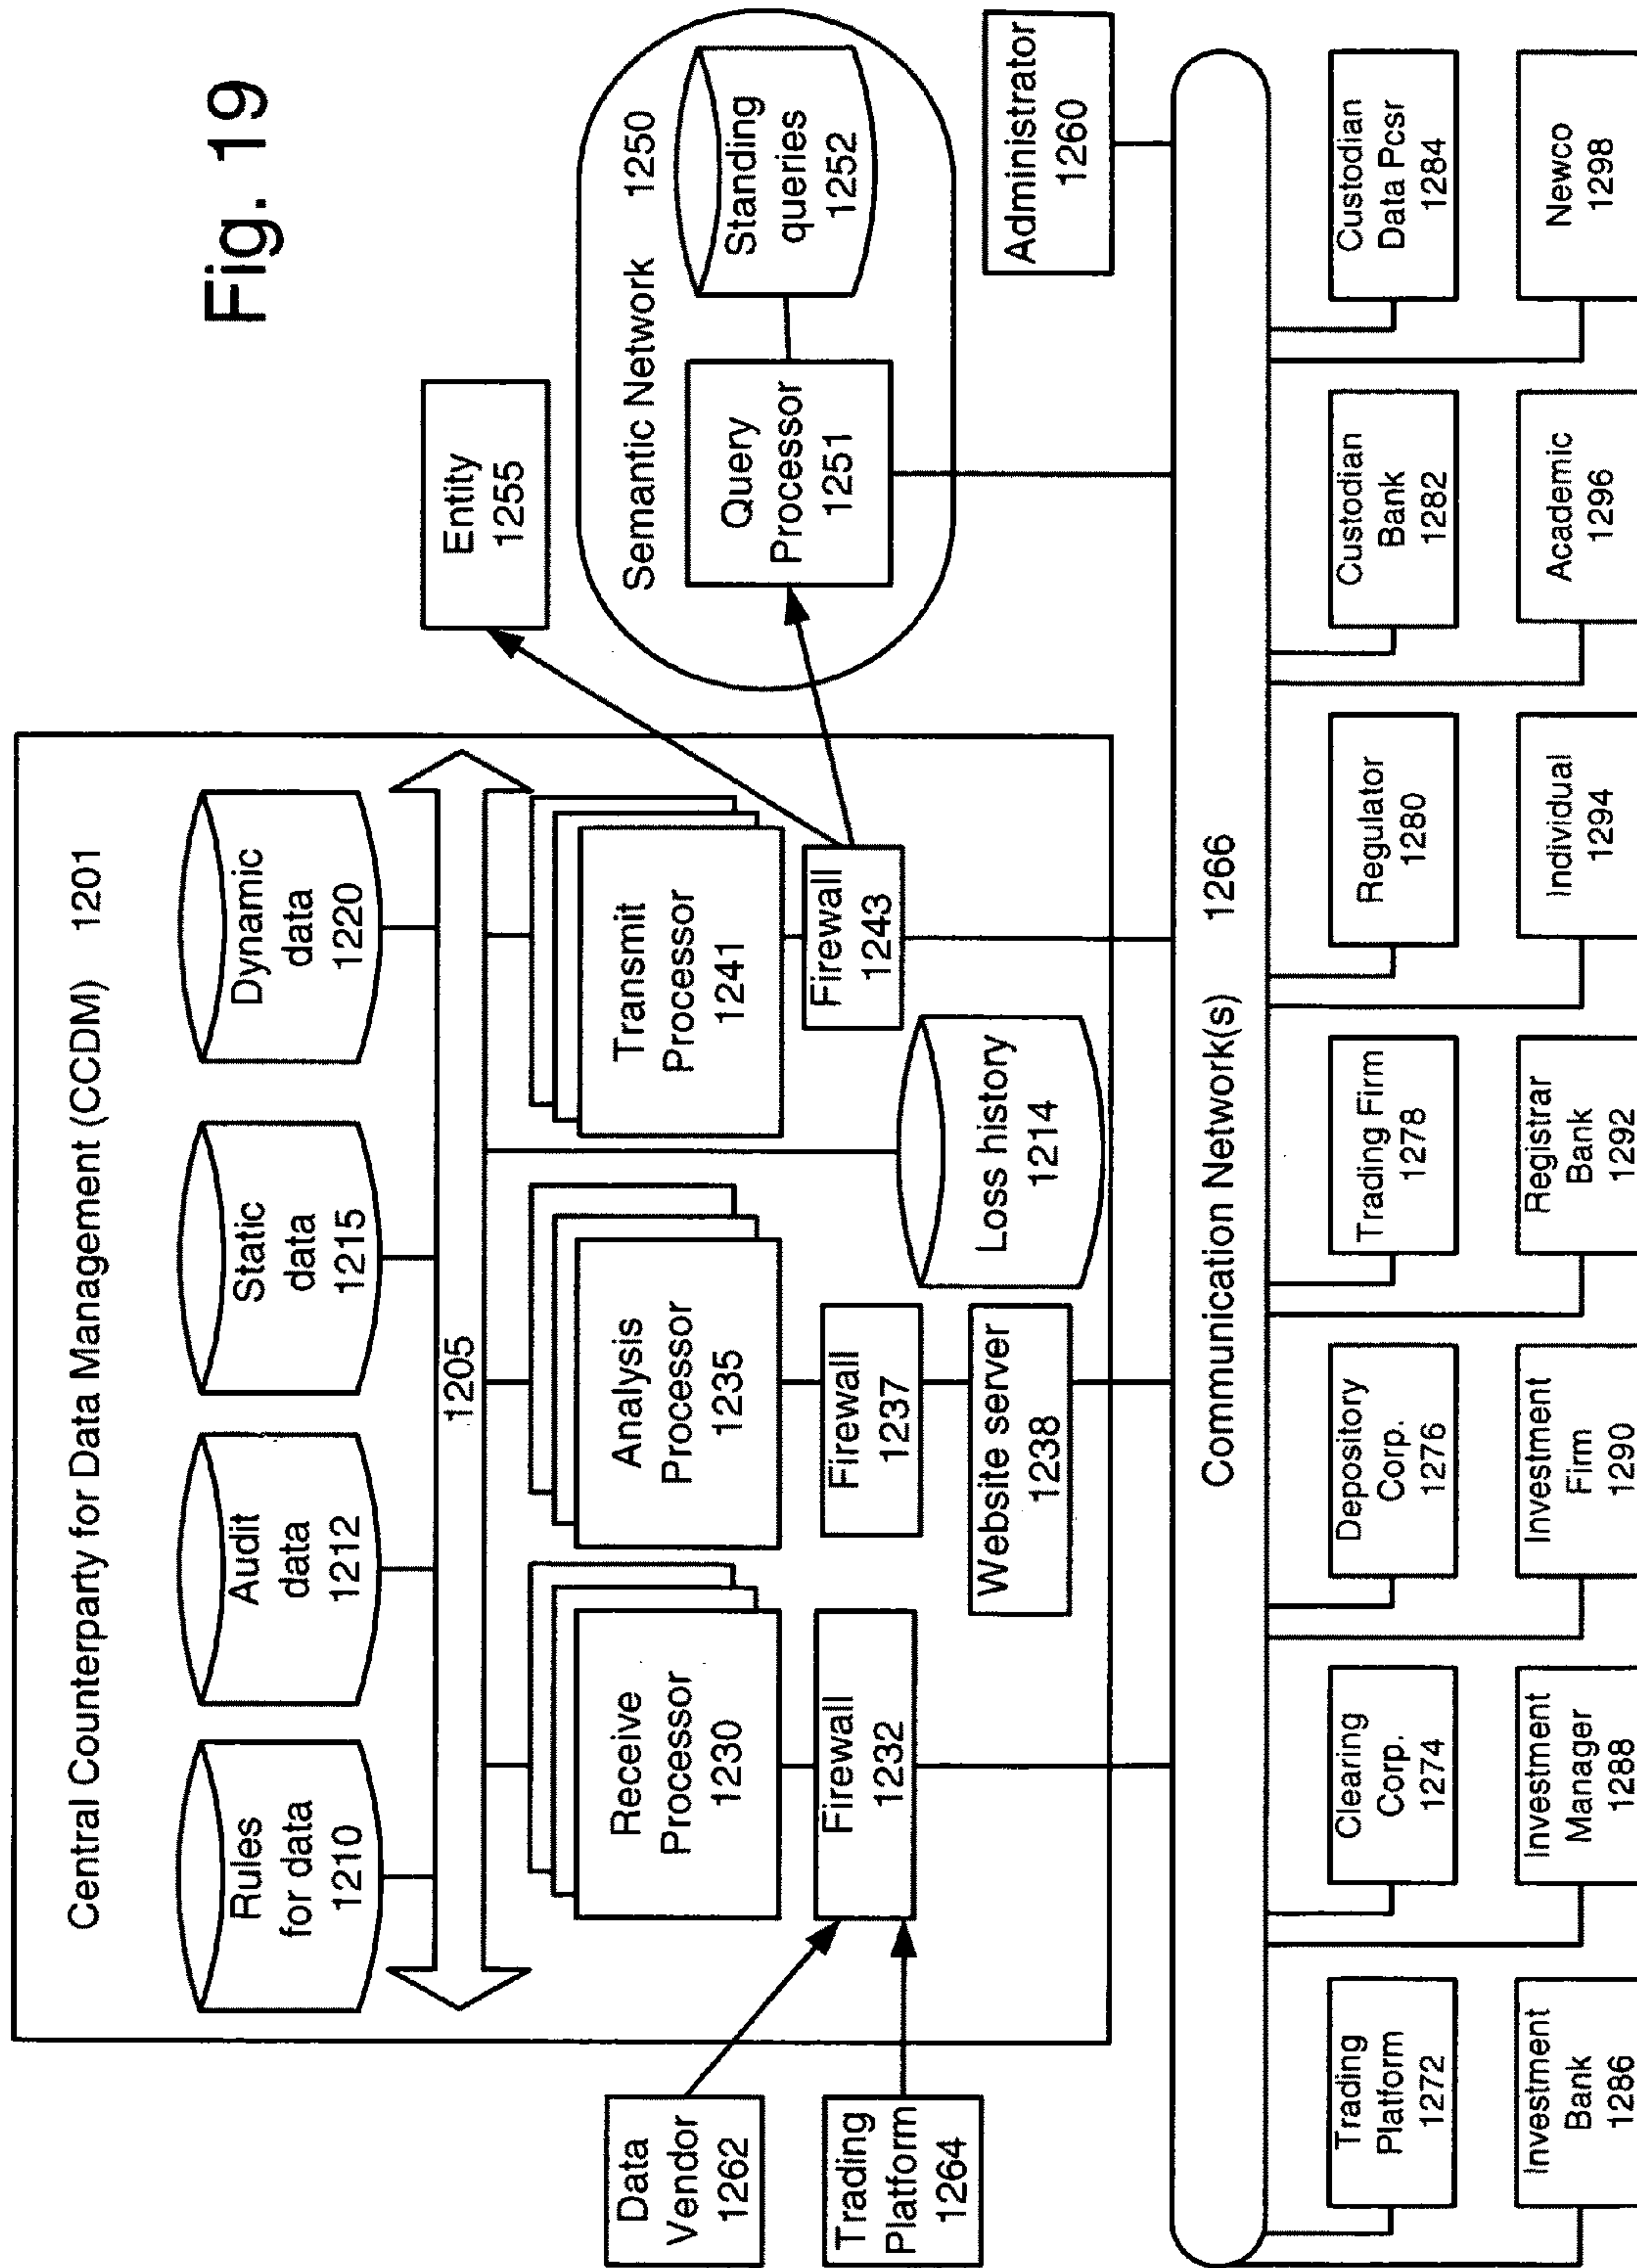 Fig. 19
Central Counterparty for Data Management (CCDM) 1201
Rules
for data
1210
Audit
data
1212
Static
data
1215
Dynamic
data
1220
1205
Receive
Processor
1230
Analysis
Processor
1235
Transmit
Processor
1241
Firewall
1232
Firewall
1237
Firewall
1243
Website server
1238
Loss history
1214
Data
Vendor
1262
Trading
Platform
1264
Entity
1255
Semantic Network 1250
Query
Processor
1251
Standing
queries
1252
Administrator
1260
Communication Network(s) 1266
Trading
Platform
1272
Clearing
Corp.
1274
Depository
Corp.
1276
Trading Firm
1278
Regulator
1280
Custodian
Bank
1282
Custodian
Data Pcsr
1284
Investment
Bank
1286
Investment
Manager
1288
Investment
Firm
1290
Registrar
Bank
1292
Individual
1294
Academic
1296
Newco
1298